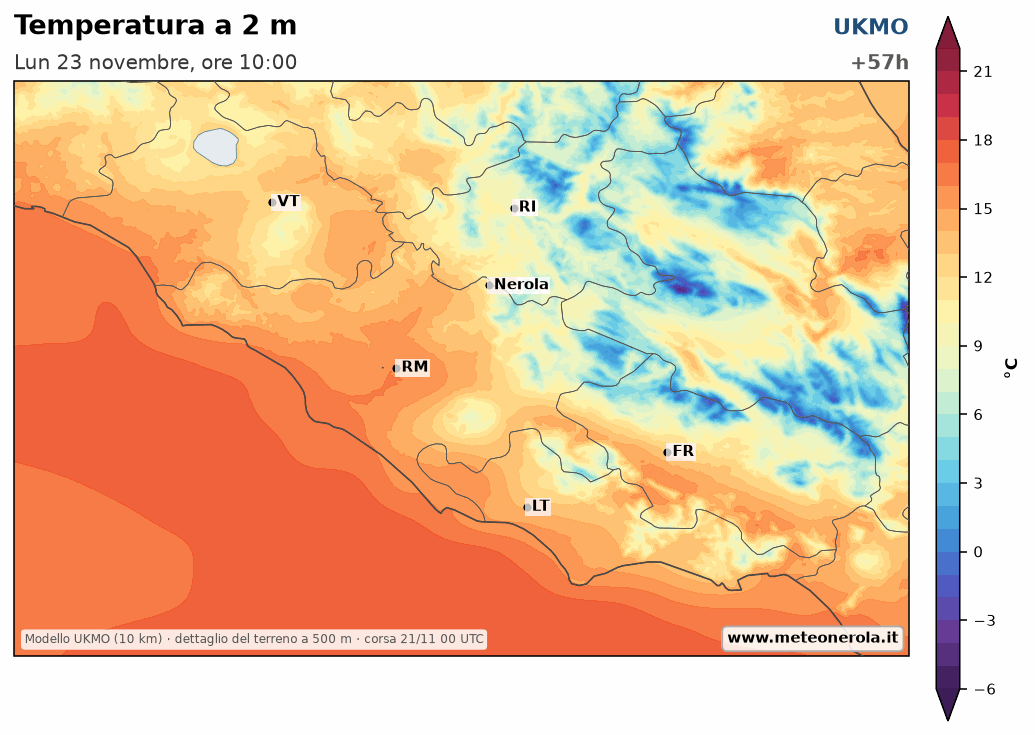 Temperatura a 2 m
UKMO
Lun 23 novembre, ore 10:00
+57h
VT
RI
Nerola
RM
FR
LT
21
18
15
12
9
6
3
0
−3
−6
°C
Modello UKMO (10 km) · dettaglio del terreno a 500 m · corsa 21/11 00 UTC
www.meteonerola.it